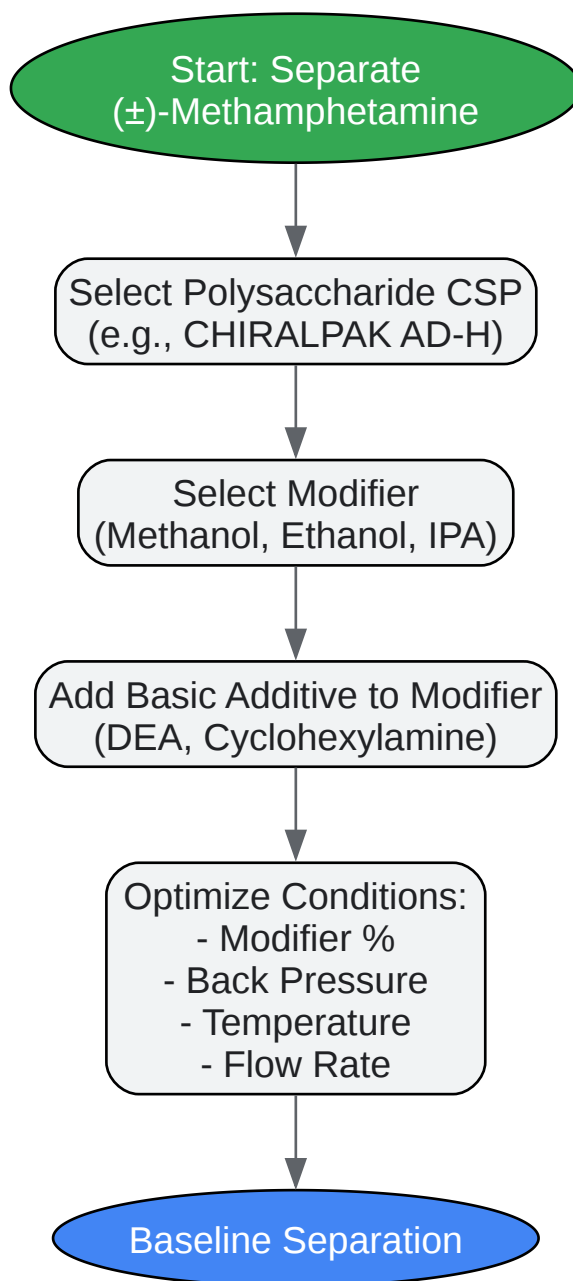 Start: Separate
(±)-Methamphetamine
Select Polysaccharide CSP
(e.g., CHIRALPAK AD-H)
Select Modifier
(Methanol, Ethanol, IPA)
Add Basic Additive to Modifier
(DEA, Cyclohexylamine)
Optimize Conditions:
- Modifier %
- Back Pressure
- Temperature
- Flow Rate
Baseline Separation